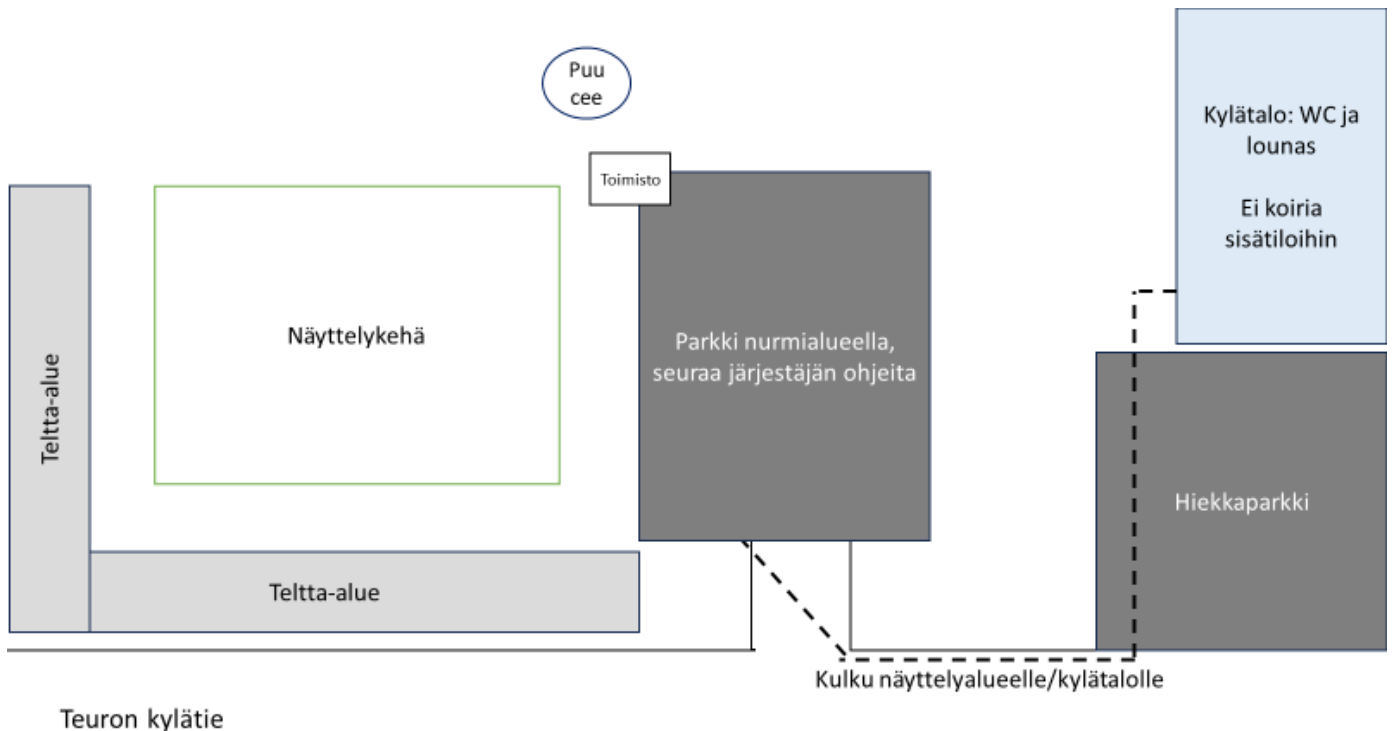 Puu
cee
Kylätalo: WC ja
lounas
Ei koiria
sisätiloihin
Toimisto
Teltta-alue
Näyttelykehä
Parkki nurmialueella,
seuraa järjestäjän ohjeita
Hiekkaparkki
Teltta-alue
Kulku näyttelyalueelle/kylätalolle
Teuron kylätie